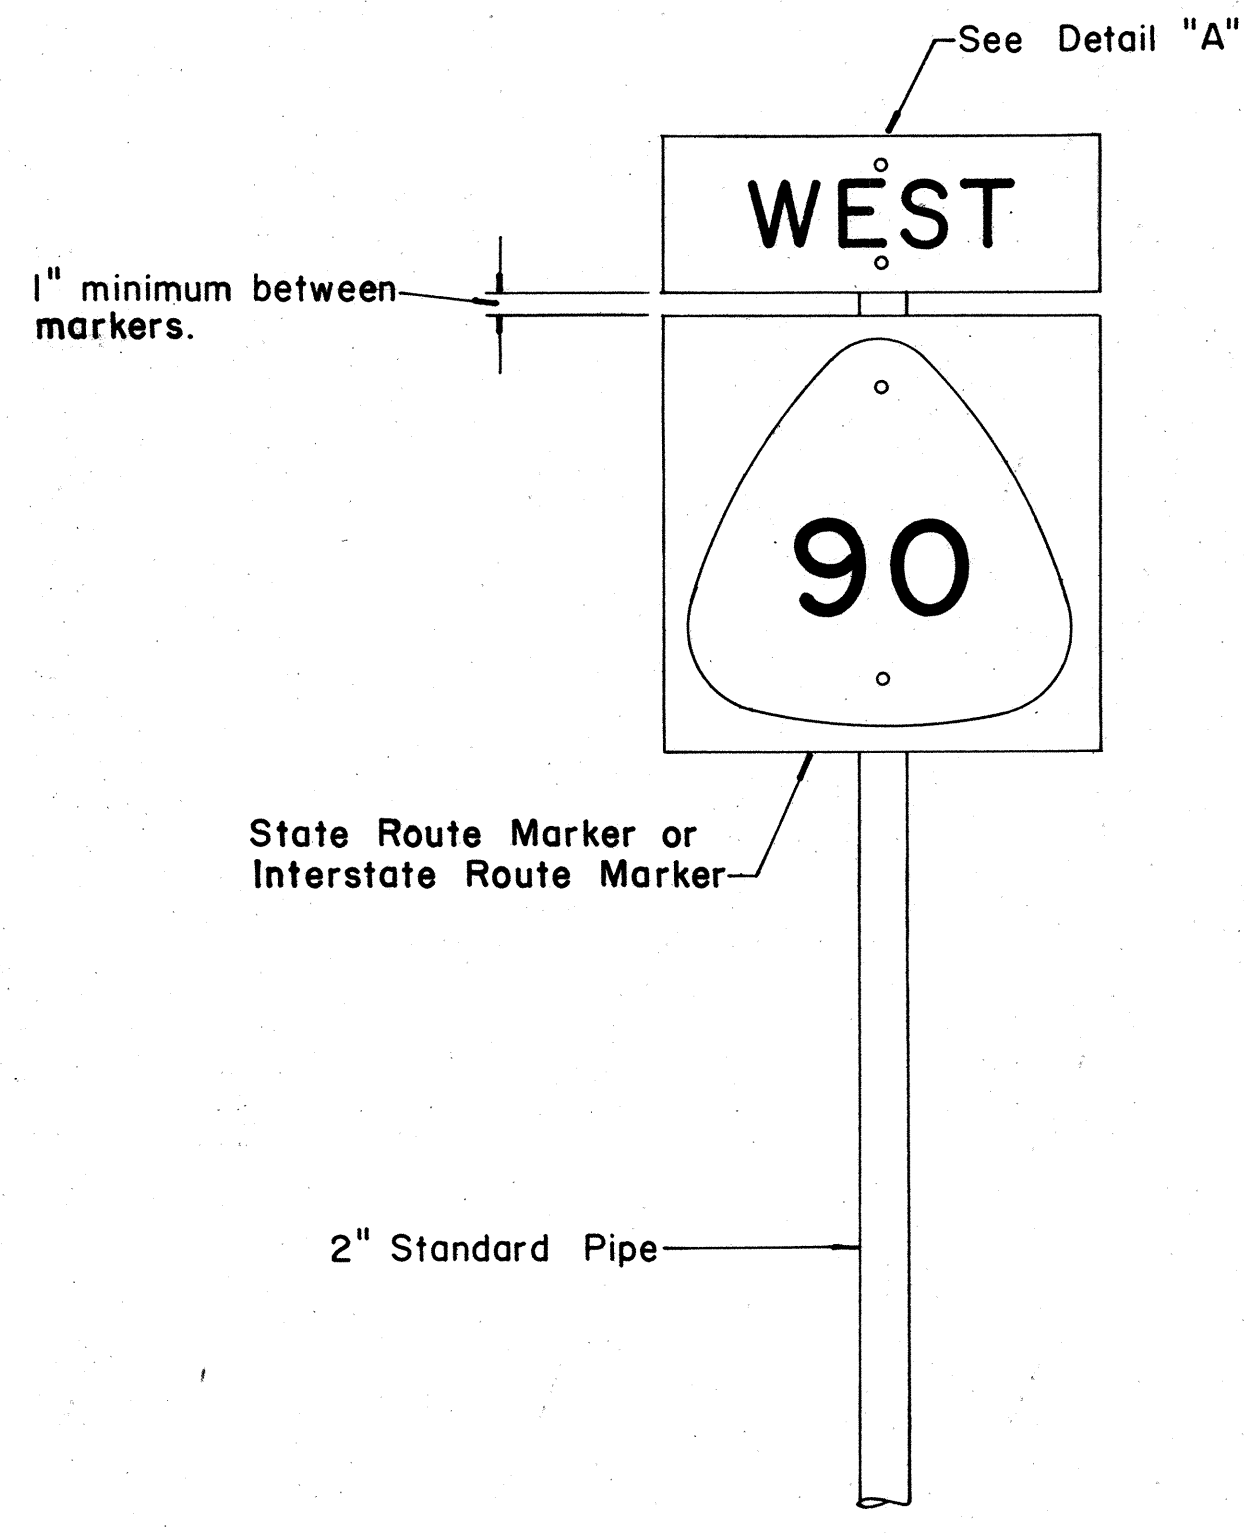 See Detail "A"
WEST
1" minimum between
markers.
90
State Route Marker or
Interstate Route Marker
2" Standard Pipe